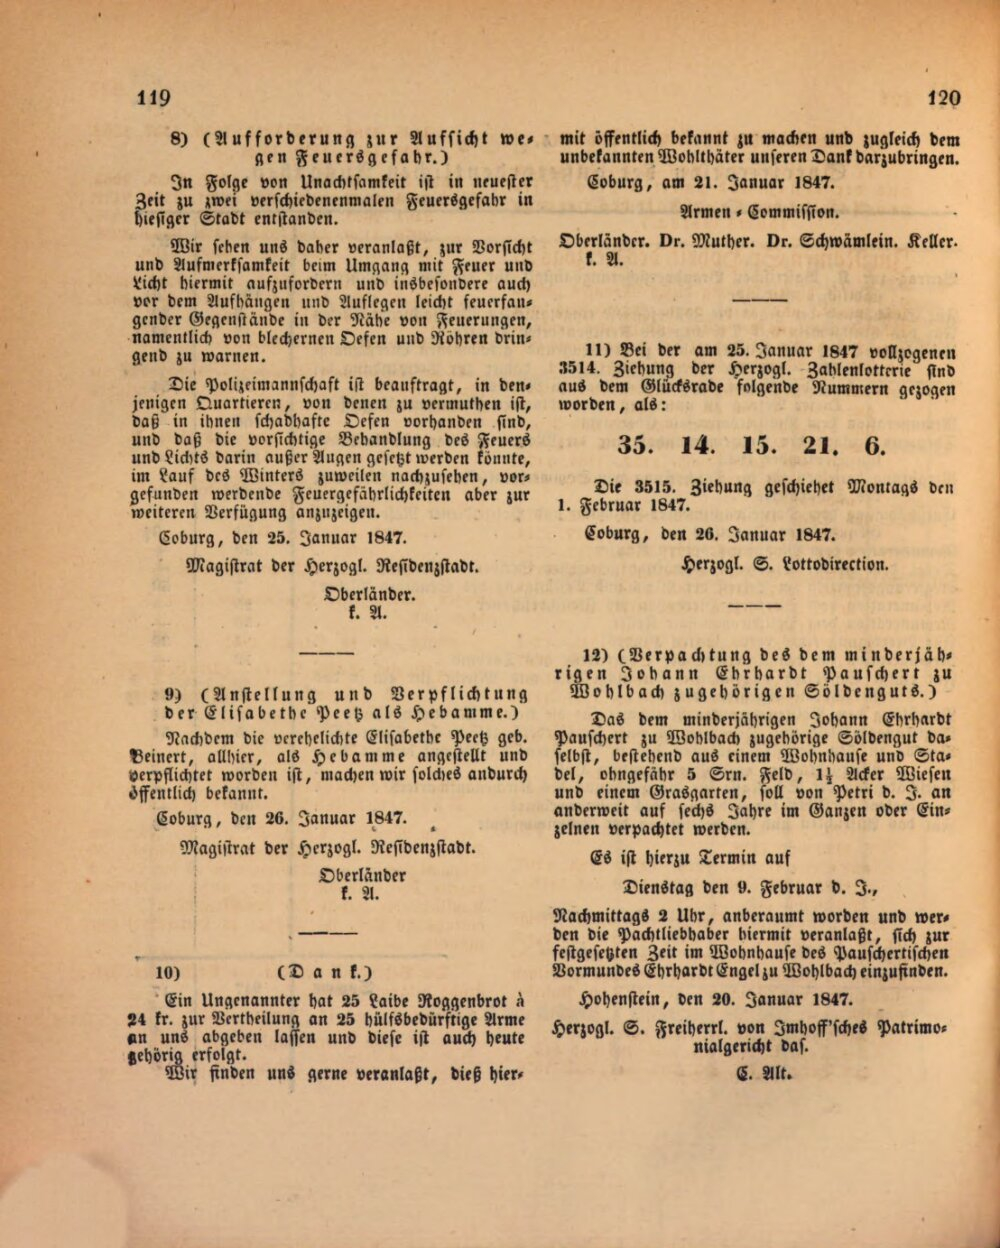 119
8) (Aufforderung zur Aufsicht we-
gen Feuersgefahr.)
In Folge von Unachtsamkeit ist in neuester
Zeit zu zwei verschiedenenmalen Feuersgefahr in
hiesiger Stadt entstanden.
Wir sehen uns daher veranlaßt, zur Vorsicht
und Aufmerksamkeit beim Umgang mit Feuer und
Licht hiermit aufzufordern und insbesondere auch
vor dem Aufhängen und Auflegen leicht feuerfan-
gender Gegenstände in der Nähe von Feuerungen,
namentlich von blechernen Oefen und Röhren drin-
gend zu warnen.
Die Polizeimannschaft ist beauftragt, in den-
jenigen Quartieren, von denen zu vermuthen ist,
daß in ihnen schadhafte Oefen vorhanden sind,
und daß die vorsichtige Behandlung des Feuers
und Lichts darin außer Augen gesetzt werden könnte,
im Lauf des Winters zuweilen nachzusehen, vor-
gefunden werdende Feuergefährlichkeiten aber zur
weiteren Verfügung anzuzeigen.
Coburg, den 25. Januar 1847.
Magistrat der Herzogl. Residenzstadt.
Oberländer.
k. A.
9) (Anstellung und Verpflichtung
der Elisabethe Peetz als Hebamme.)
Nachdem die verehelichte Elisabethe Peetz geb.
Beinert, allhier, als Hebamme angestellt und
verpflichtet worden ist, machen wir solches andurch
öffentlich bekannt.
Coburg, den 26. Januar 1847.
Magistrat der Herzogl. Residenzstadt.
Oberländer
k. A.
10) (Dank.)
Ein Ungenannter hat 25 Laibe Roggenbrot à
24 kr. zur Vertheilung an 25 hülfsbedürftige Arme
an uns abgeben lassen und diese ist auch heute
gehörig erfolgt.
Wir finden uns gerne veranlaßt, dieß hier-
120
mit öffentlich bekannt zu machen und zugleich dem
unbekannten Wohlthäter unseren Dank darzubringen.
Coburg, am 21. Januar 1847.
Armen-Commission.
Oberländer. Dr. Muther. Dr. Schwämlein. Keller.
k. A.
11) Bei der am 25. Januar 1847 vollzogenen
3514. Ziehung der Herzogl. Zahlenlotterie sind
aus dem Glücksrade folgende Nummern gezogen
worden, als:
35. 14. 15. 21. 6.
Die 3515. Ziehung geschiehet Montags den
1. Februar 1847.
Coburg, den 26. Januar 1847.
Herzogl. S. Lottodirection.
12) (Verpachtung des dem minderjäh-
rigen Johann Ehrhardt Pauschert zu
Wohlbach zugehörigen Söldenguts.)
Das dem minderjährigen Johann Ehrhardt
Pauschert zu Wohlbach zugehörige Söldengut da-
selbst, bestehend aus einem Wohnhause und Sta-
del, ohngefähr 5 Srn. Feld, 1½ Acker Wiesen
und einem Grasgarten, soll von Petri d. J. an
anderweit auf sechs Jahre im Ganzen oder Ein-
zelnen verpachtet werden.
Es ist hierzu Termin auf
Dienstag den 9. Februar d. J.,
Nachmittags 2 Uhr, anberaumt worden und wer-
den die Pachtliebhaber hiermit veranlaßt, sich zur
festgesetzten Zeit im Wohnhause des Pauschertischen
Vormundes Ehrhardt Engel zu Wohlbach einzufinden.
Hohenstein, den 20. Januar 1847.
Herzogl. S. Freiherrl. von Imhoff'sches Patrimo-
nialgericht das.
C. Alt.